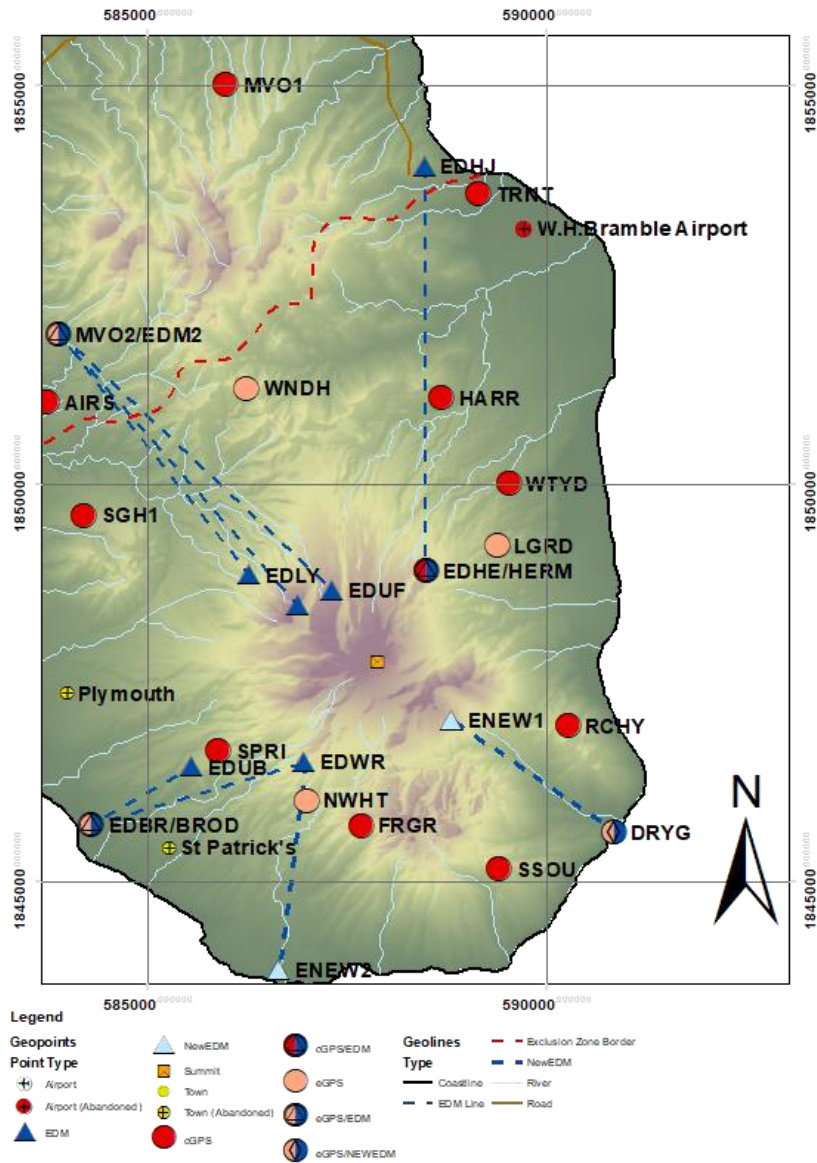 585000 590000
1855000 1855000
MVO1
EDHJ
TRNT
W.H.Bramble Airport
MVO2/EDM2
WNDH
AIRS
HARR
1850000 WTYD 1850000
SGH1
LGRD
EDLY EDHE/HERM
EDUF
Plymouth
ENEW1
RCHY
SPRI
EDUB
EDWR
NWHT
EDBR/BROD FRGR DRYG
St Patrick's
N
SSOU
1845000 1845000
ENEW2
585000 590000
Legend
Geopoints
Point Type
Airport
Airport (Abandoned)
EDM
NewEDM
Summit
Town
Town (Abandoned)
cGPS
cGPS/EDM
eGPS
eGPS/EDM
eGPS/NEWEDM
Geolines
Type
Coastline
EDM Line
Exclusion Zone Border
NewEDM
River
Road